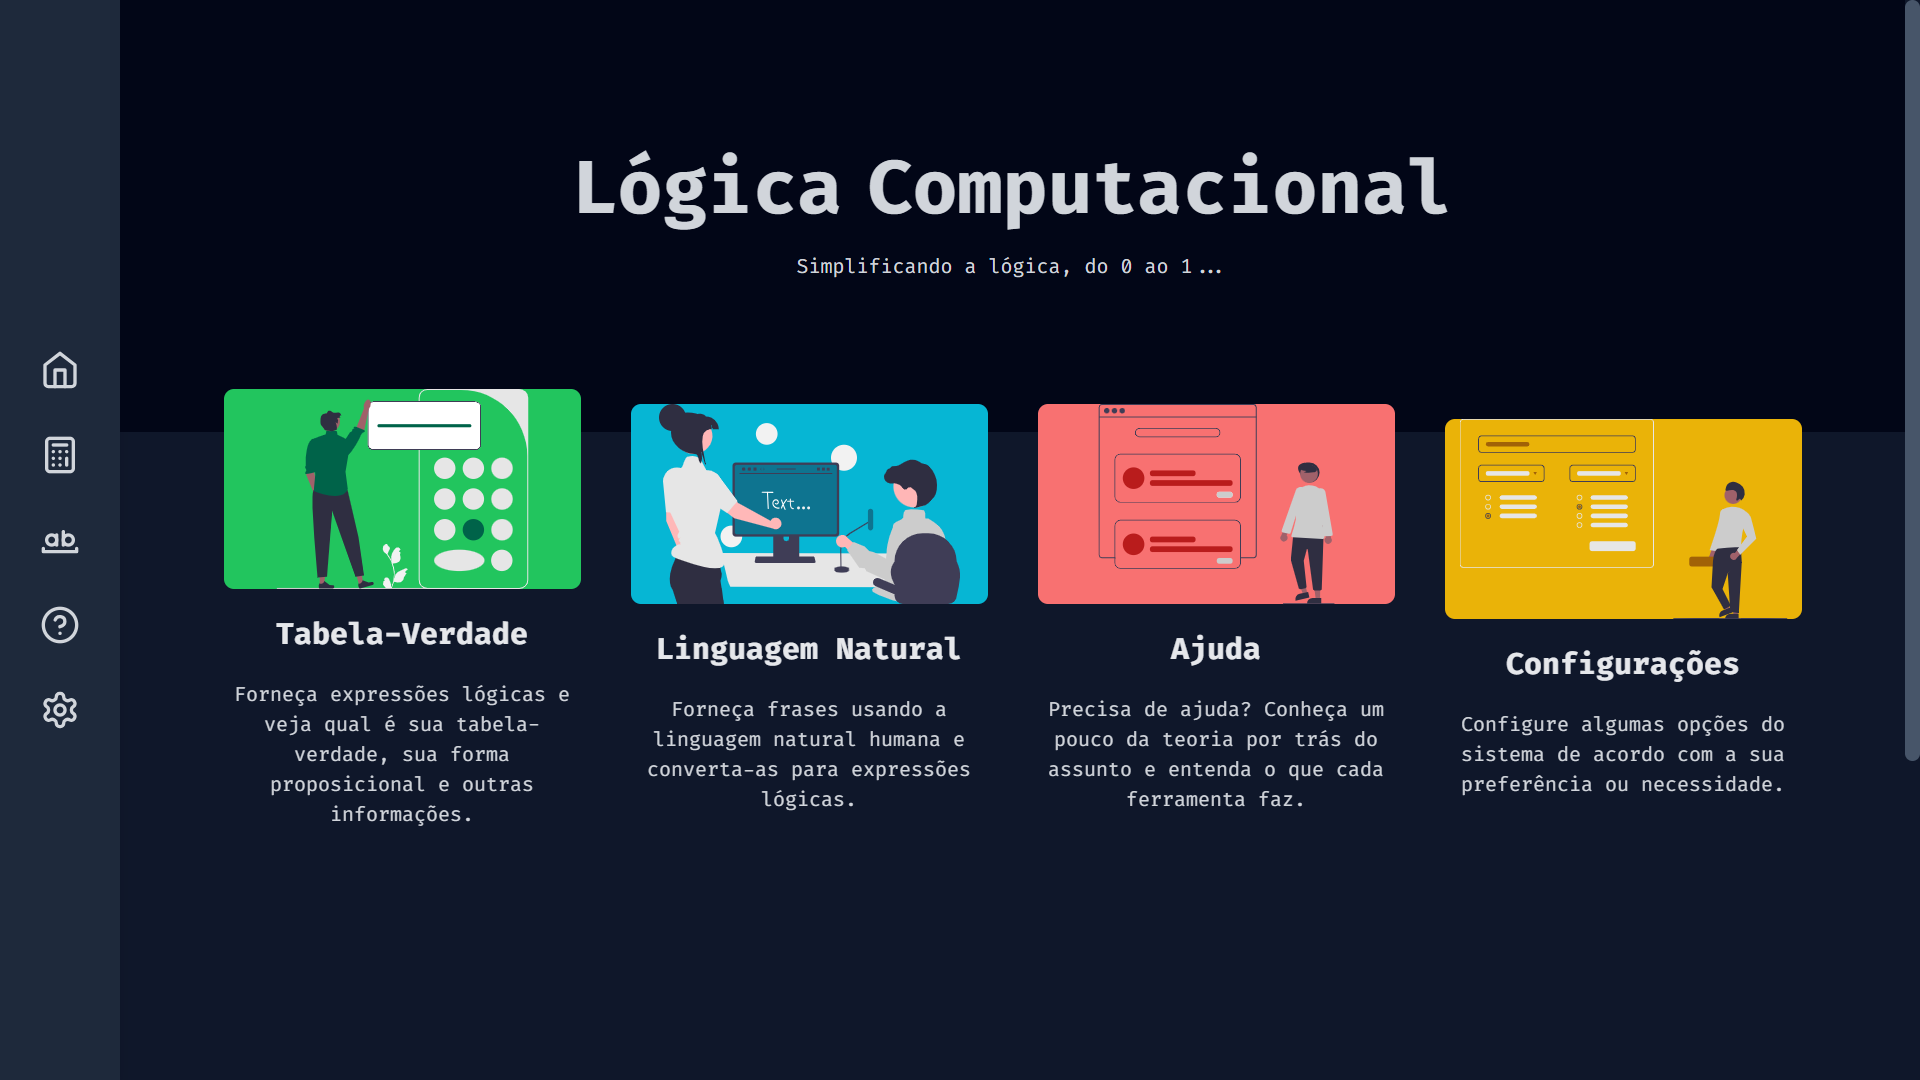 Lógica Computacional
Simplificando a lógica, do 0 ao 1...
ab
Text...
Tabela-Verdade
Forneça expressões lógicas e
veja qual é sua tabela-
verdade, sua forma
proposicional e outras
informações.
Linguagem Natural
Forneça frases usando a
linguagem natural humana e
converta-as para expressões
lógicas.
Ajuda
Precisa de ajuda? Conheça um
pouco da teoria por trás do
assunto e entenda o que cada
ferramenta faz.
Configurações
Configure algumas opções do
sistema de acordo com a sua
preferência ou necessidade.